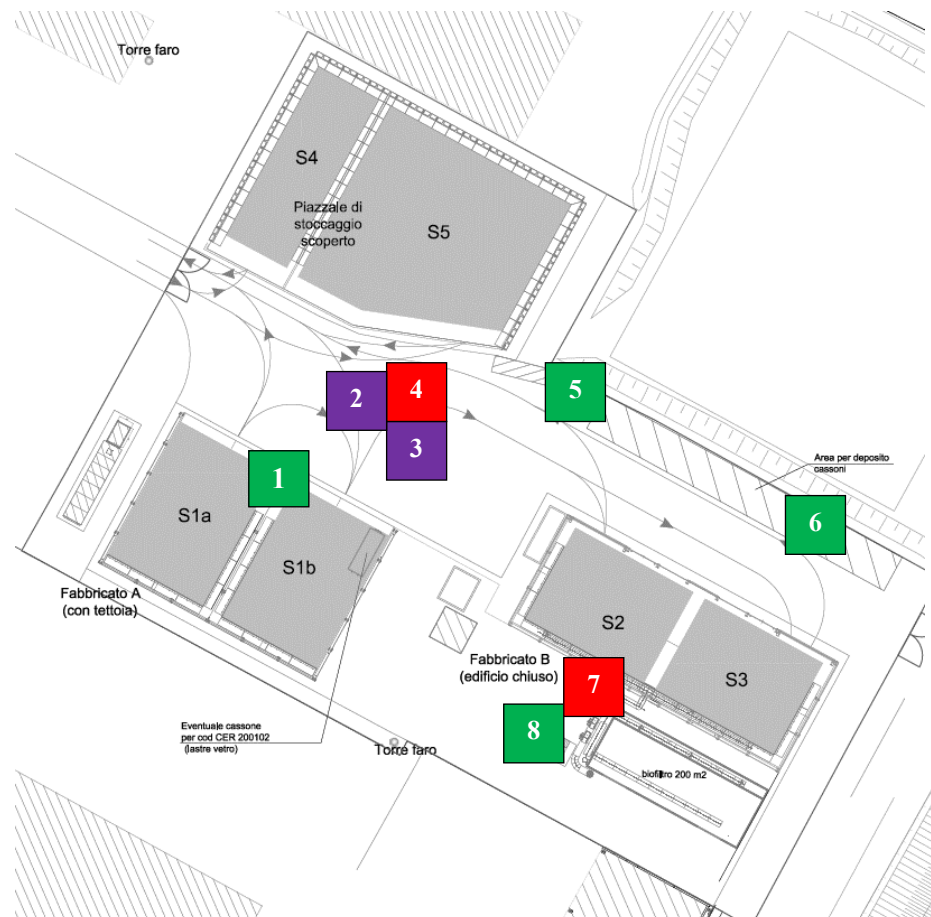 Torre faro
S4
Piazzale di
stoccaggio
scoperto
S5
2
4
5
3
1
Area per deposito
cassoni
6
S1a
S1b
Fabbricato A
(con tettoia)
S2
Fabbricato B
(edificio chiuso)
S3
7
8
Eventuale cassone
per cod CER 200102
(lastre vetro)
Torre faro
biofiltro 200 m2